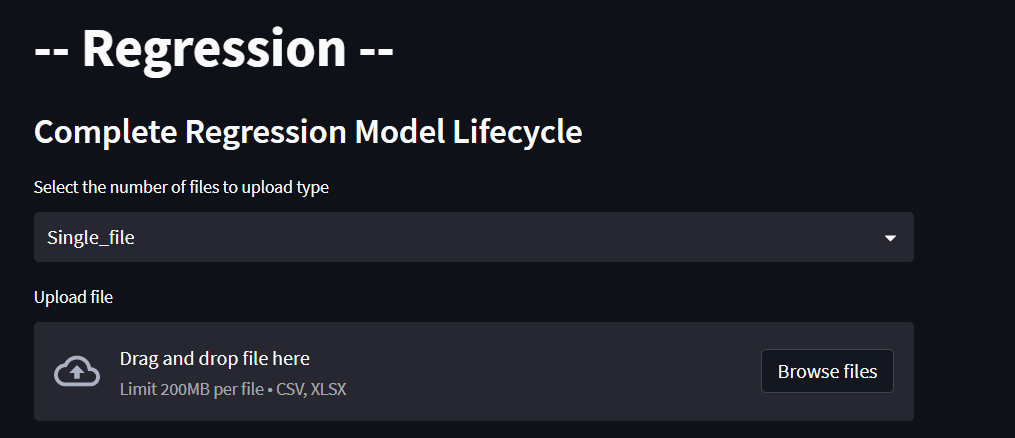 -- Regression --
Complete Regression Model Lifecycle
Select the number of files to upload type
Single_file
Upload file
Drag and drop file here
Limit 200MB per file • CSV, XLSX
Browse files